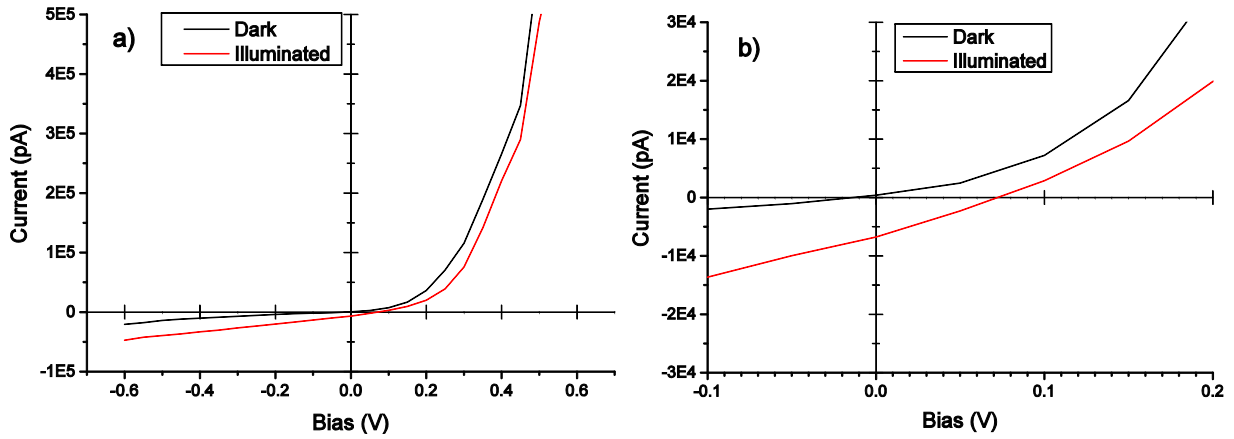 a)
Dark
Illuminated
5E5
4E5
3E5
2E5
1E5
0
-1E5
-0.6
-0.4
-0.2
0.0
0.2
0.4
0.6
Current (pA)
Bias (V)
b)
Dark
Illuminated
3E4
2E4
1E4
0
-1E4
-2E4
-3E4
-0.1
0.0
0.1
0.2
Current (pA)
Bias (V)